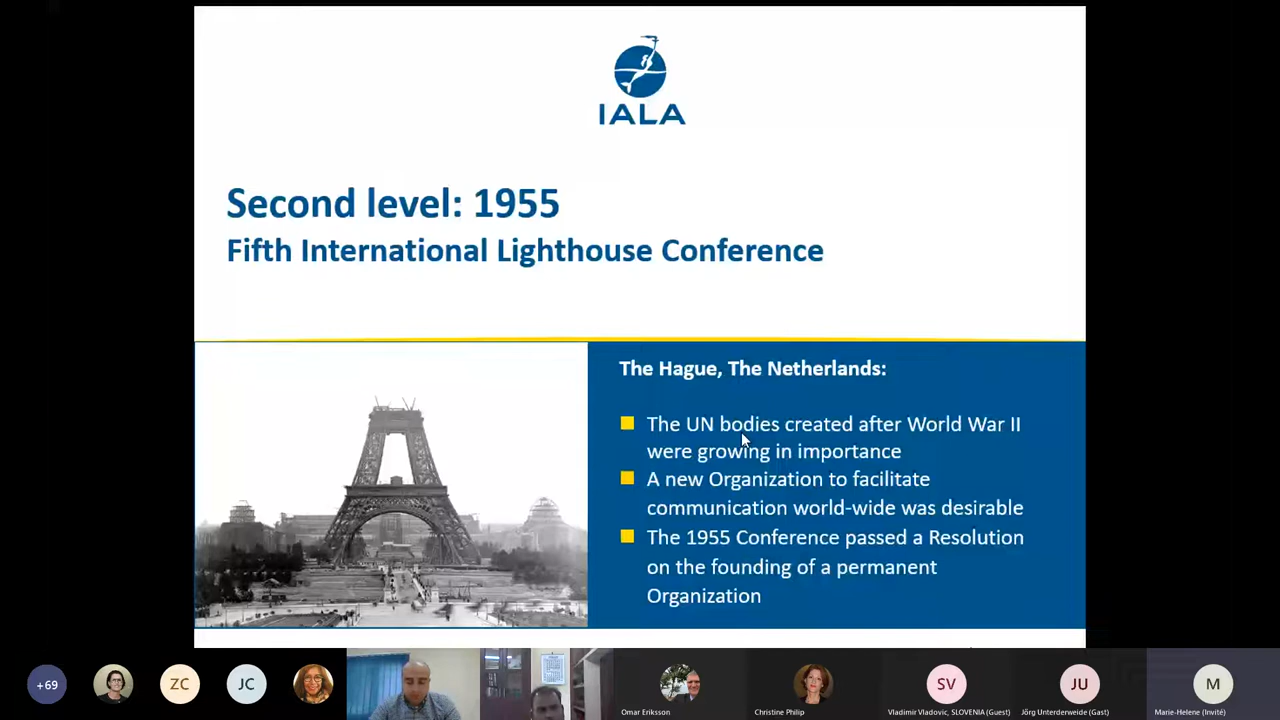 IALA
Second level: 1955
Fifth International Lighthouse Conference
The Hague, The Netherlands:
The UN bodies created after World War II
were growing in importance
A new Organization to facilitate
communication world-wide was desirable
The 1955 Conference passed a Resolution
on the founding of a permanent
Organization
+69
ZC
JC
SV
JU
M
Omar Eriksson
Christine Philip
Vladimir Vladovic, SLOVENIA (Guest)
Jörg Unterderweide (Gast)
Marie-Helene (Invité)